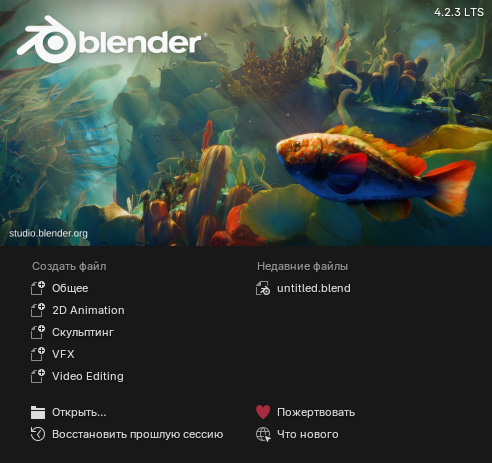 4.2.3 LTS
blender
studio.blender.org
Создать файл
Общее
2D Animation
Скульптинг
VFX
Video Editing
Недавние файлы
untitled.blend
Открыть...
Восстановить прошлую сессию
Пожертвовать
Что нового